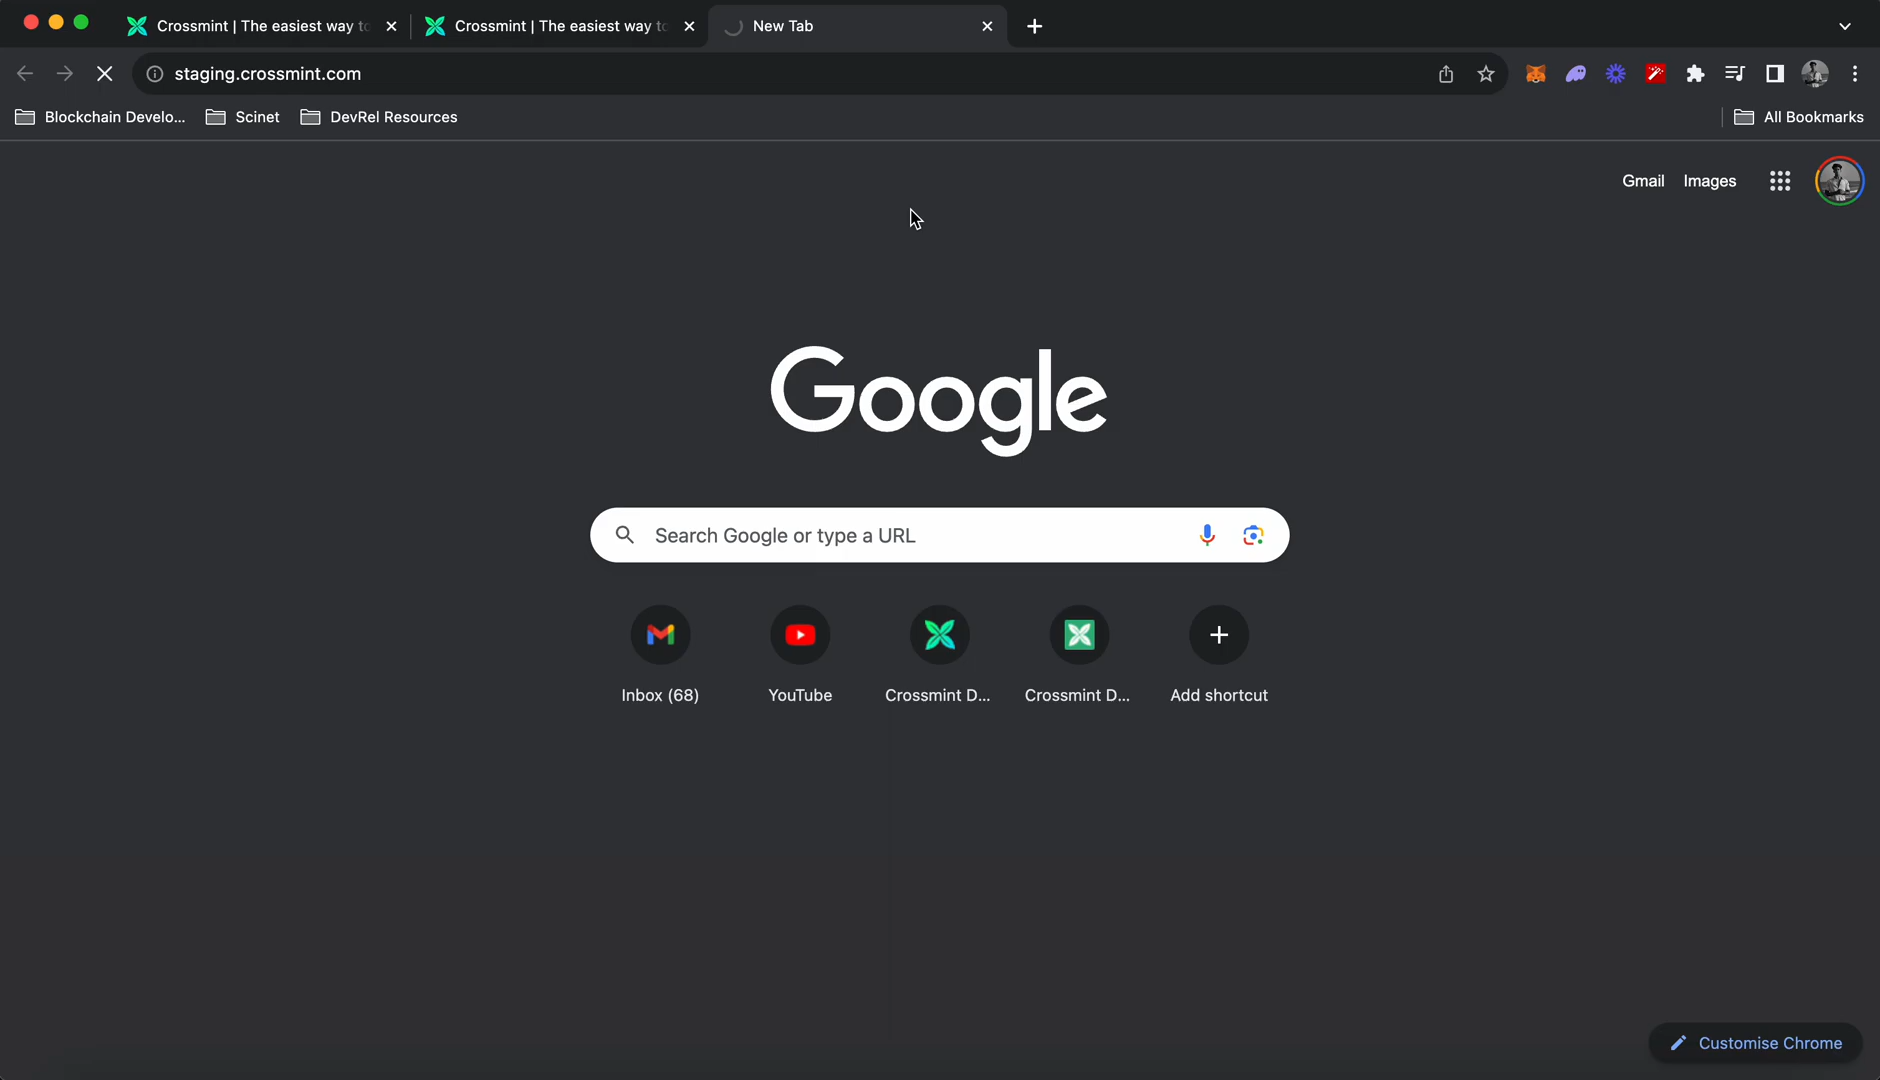 Crossmint | The easiest way to
Crossmint | The easiest way to
New Tab
staging.crossmint.com
Blockchain Develo...
Scinet
DevRel Resources
All Bookmarks
Gmail
Images
Google
Search Google or type a URL
Inbox (68)
YouTube
Crossmint D...
Crossmint D...
Add shortcut
Customise Chrome